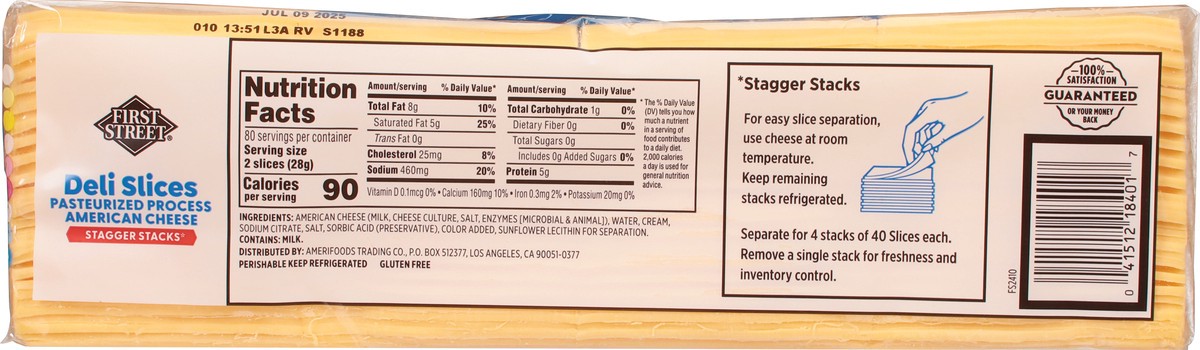 JUL 09 2025
010 13:51 L3A RV S1188
FIRST
STREET®
Deli Slices
PASTEURIZED PROCESS
AMERICAN CHEESE
STAGGER STACKS*
Nutrition
Facts
80 servings per container
Serving size
2 slices (28g)
Calories
per serving 90
Amount/serving % Daily Value*
Total Fat 8g 10%
Saturated Fat 5g 25%
Trans Fat 0g
Cholesterol 25mg 8%
Sodium 460mg 20%
Amount/serving % Daily Value*
Total Carbohydrate 1g 0%
Dietary Fiber 0g 0%
Total Sugars 0g
Includes 0g Added Sugars 0%
Protein 5g
Vitamin D 0.1mcg 0% • Calcium 160mg 10% • Iron 0.3mg 2% • Potassium 20mg 0%
* The % Daily Value
(DV) tells you how
much a nutrient
in a serving of
food contributes
to a daily diet.
2,000 calories
a day is used for
general nutrition
advice.
INGREDIENTS: AMERICAN CHEESE (MILK, CHEESE CULTURE, SALT, ENZYMES [MICROBIAL & ANIMAL]), WATER, CREAM,
SODIUM CITRATE, SALT, SORBIC ACID (PRESERVATIVE), COLOR ADDED, SUNFLOWER LECITHIN FOR SEPARATION.
CONTAINS: MILK.
DISTRIBUTED BY: AMERIFOODS TRADING CO., P.O. BOX 512377, LOS ANGELES, CA 90051-0377
PERISHABLE KEEP REFRIGERATED GLUTEN FREE
*Stagger Stacks
For easy slice separation,
use cheese at room
temperature.
Keep remaining
stacks refrigerated.
Separate for 4 stacks of 40 Slices each.
Remove a single stack for freshness and
inventory control.
100%
SATISFACTION
GUARANTEED
OR YOUR MONEY
BACK
FS2410
0 41512 18401 7